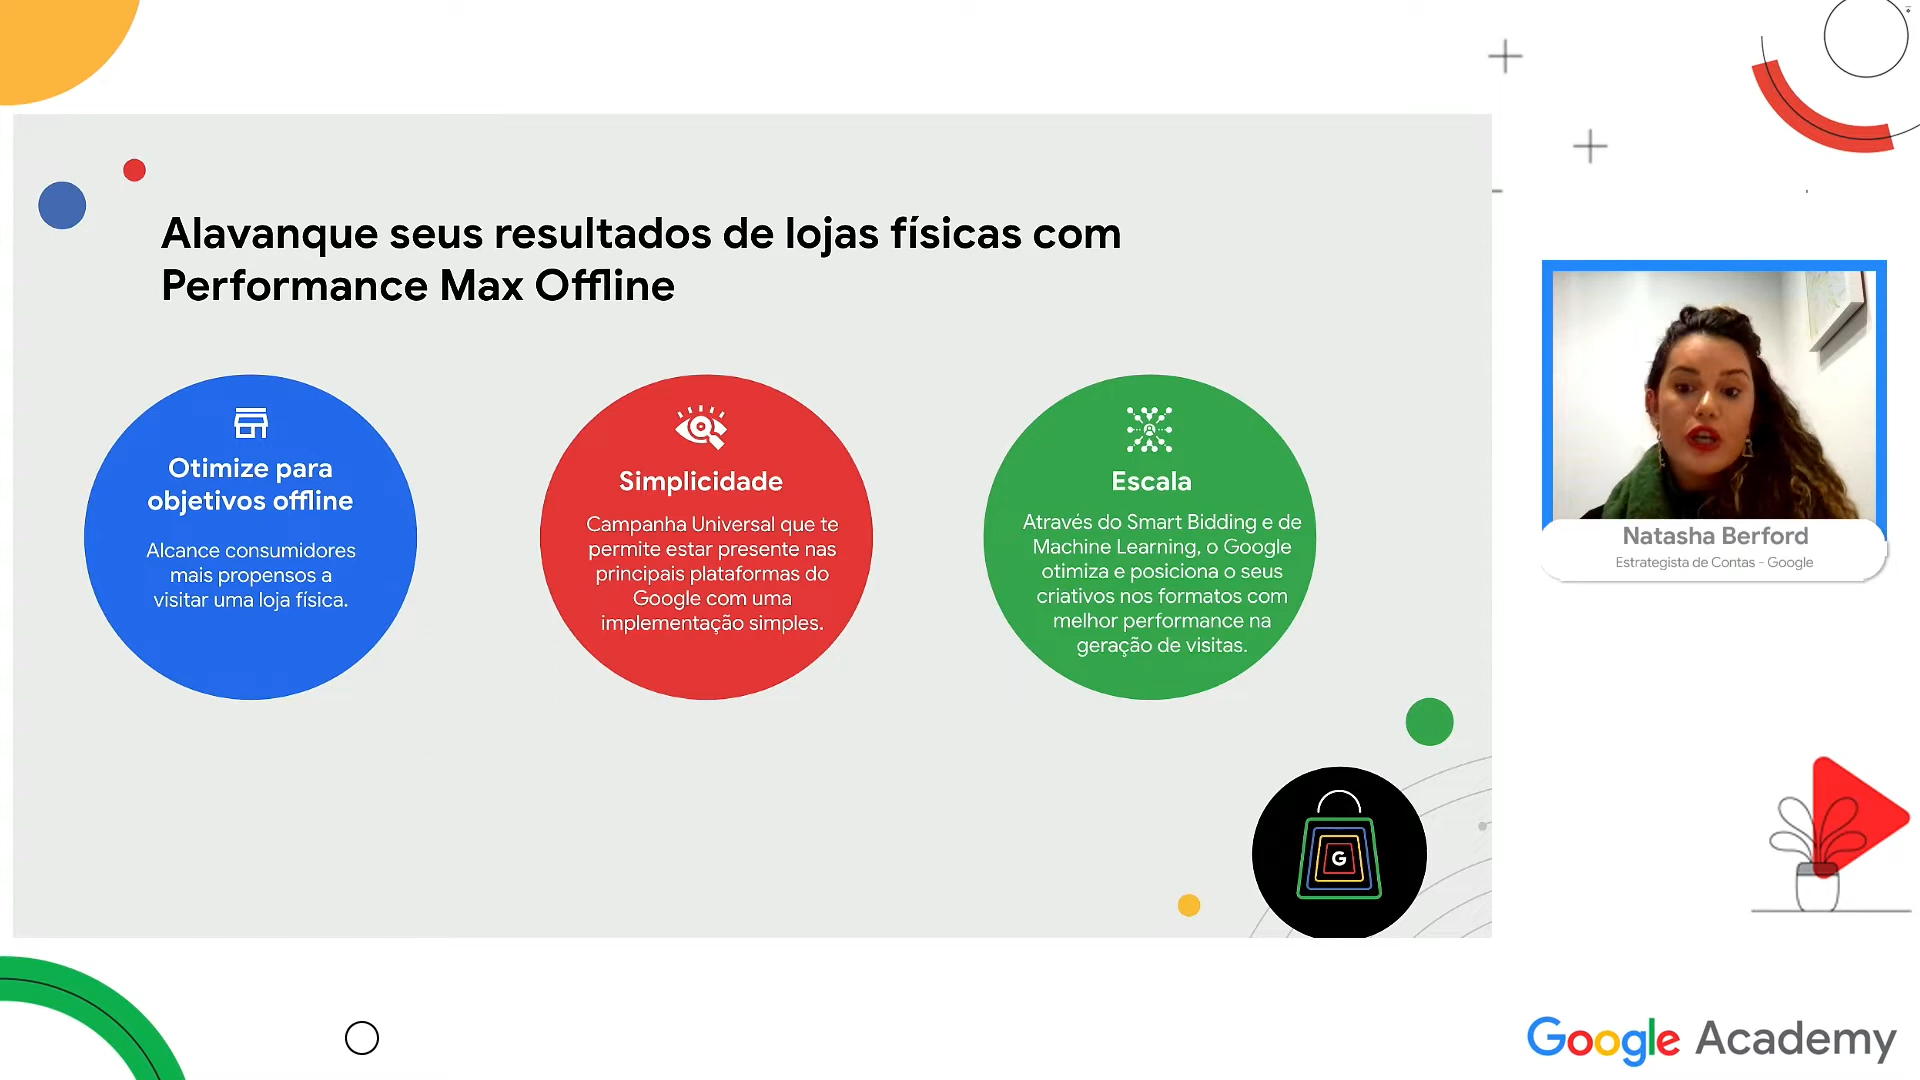 Alavanque seus resultados de lojas físicas com
Performance Max Offline
Otimize para
objetivos offline
Alcance consumidores
mais propensos a
visitar uma loja física.
Simplicidade
Campanha Universal que te
permite estar presente nas
principais plataformas do
Google com uma
implementação simples.
Escala
Através do Smart Bidding e de
Machine Learning, o Google
otimiza e posiciona o seus
criativos nos formatos com
melhor performance na
geração de visitas.
G
Natasha Berford
Estrategista de Contas - Google
Google Academy